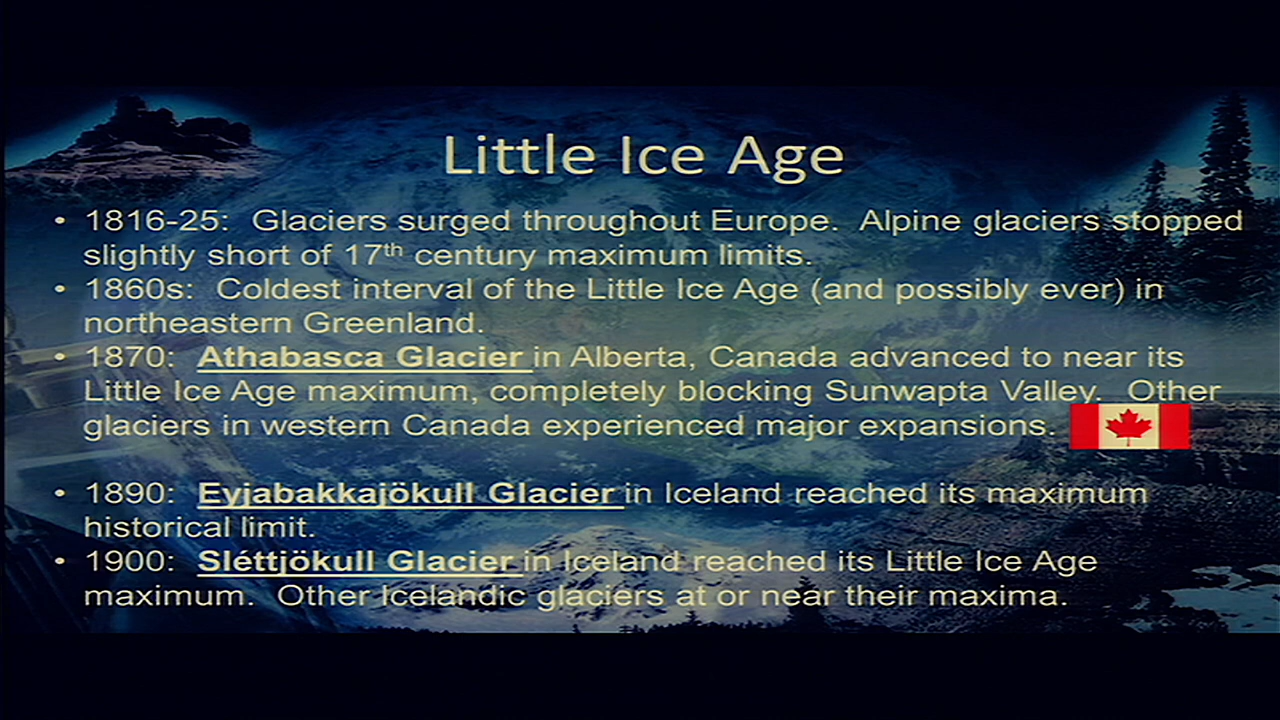 Little Ice Age
• 1816-25:  Glaciers surged throughout Europe.  Alpine glaciers stopped
slightly short of 17th century maximum limits.
• 1860s:  Coldest interval of the Little Ice Age (and possibly ever) in
northeastern Greenland.
• 1870:  Athabasca Glacier in Alberta, Canada advanced to near its
Little Ice Age maximum, completely blocking Sunwapta Valley.  Other
glaciers in western Canada experienced major expansions.
• 1890:  Eyjabakkajökull Glacier in Iceland reached its maximum
historical limit.
• 1900:  Sléttjökull Glacier in Iceland reached its Little Ice Age
maximum.  Other Icelandic glaciers at or near their maxima.